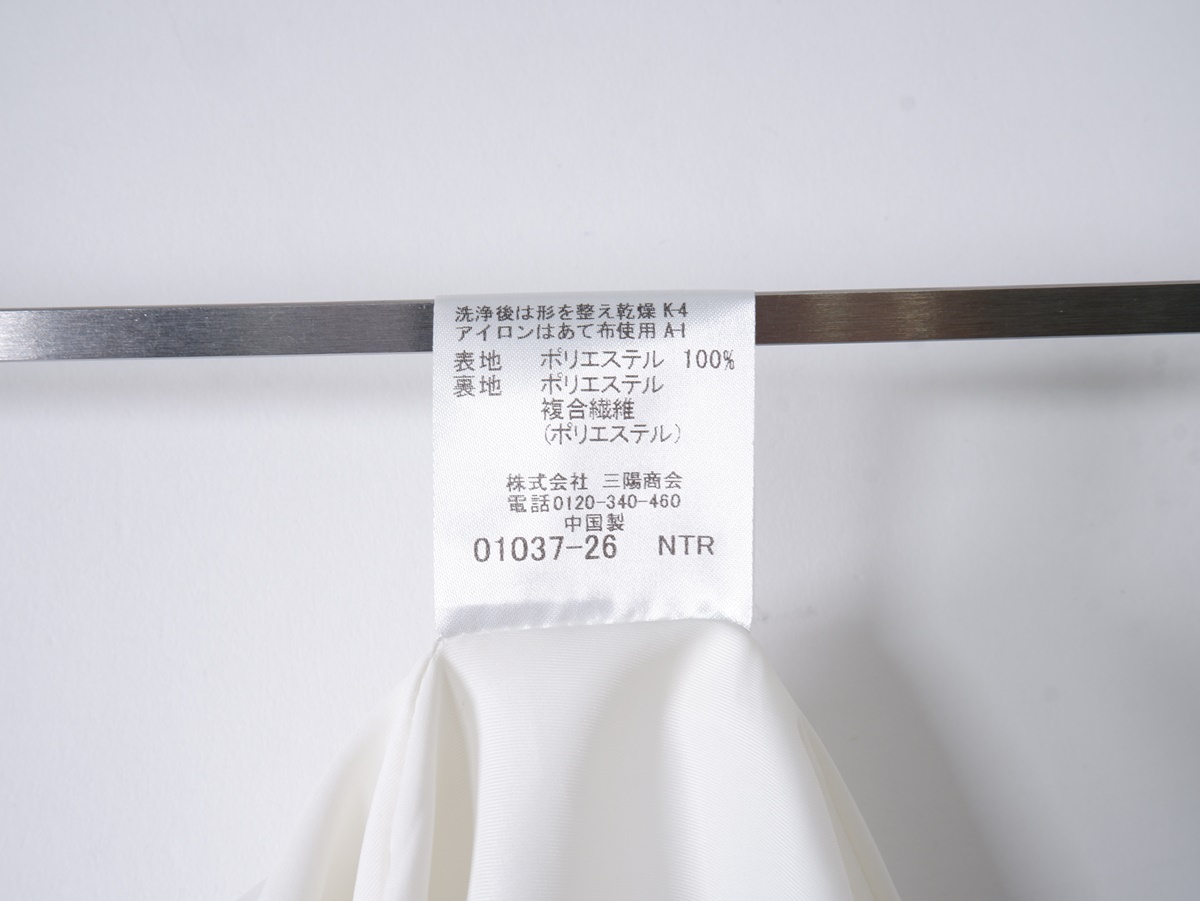 洗浄後は形を整え乾燥 K-4
アイロンはあて布使用 A-1
表地 ポリエステル 100%
裏地 ポリエステル
複合繊維
(ポリエステル)
株式会社 三陽商会
電話0120-340-460
中国製
01037-26 NTR